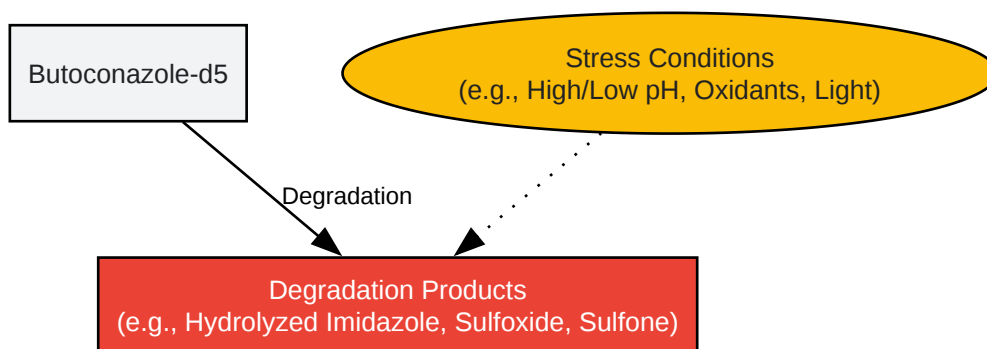 Butoconazole-d5
Stress Conditions
(e.g., High/Low pH, Oxidants, Light)
Degradation
Degradation Products
(e.g., Hydrolyzed Imidazole, Sulfoxide, Sulfone)